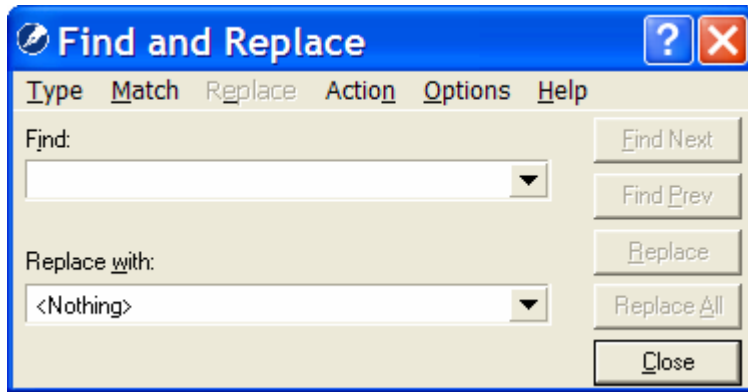 Find and Replace
Type Match Replace Action Options Help
Find:
Find Next
Find Prev
Replace with:
Replace
<Nothing>
Replace All
Close